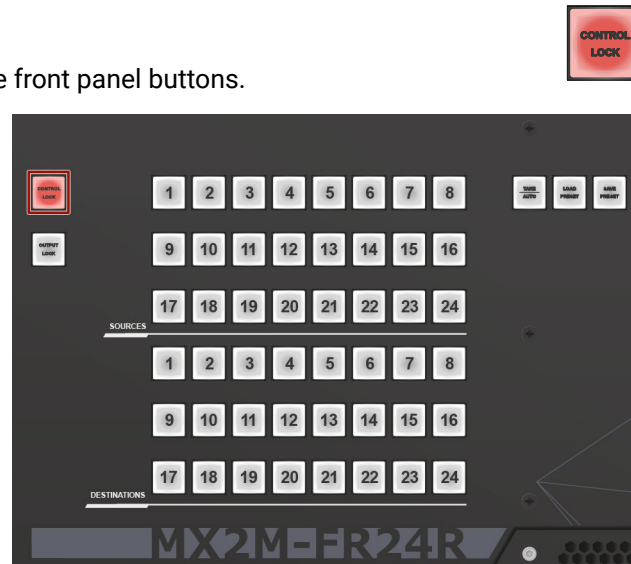 CONTROL
LOCK
e front panel buttons.
CONTROL
LOCK
1 2 3 4 5 6 7 8
TAKE
AUTO
LOAD
PRESET
SAVE
PRESET
OUTPUT
LOCK
9 10 11 12 13 14 15 16
17 18 19 20 21 22 23 24
SOURCES
1 2 3 4 5 6 7 8
9 10 11 12 13 14 15 16
17 18 19 20 21 22 23 24
DESTINATIONS
MX2M-FR24R